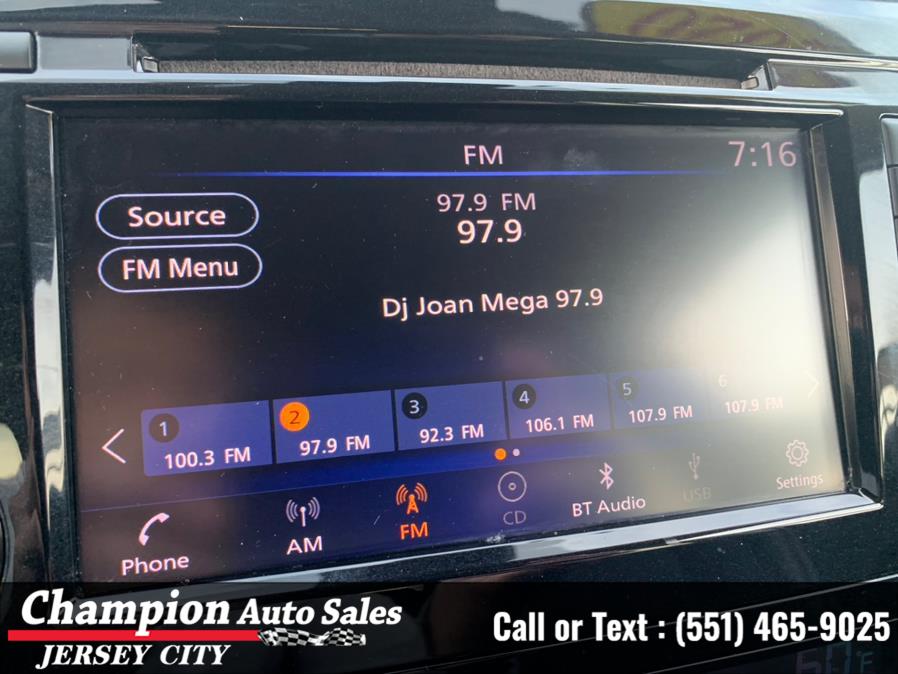 FM
7:16
Source
97.9 FM
97.9
FM Menu
Dj Joan Mega 97.9
1
100.3 FM
2
97.9 FM
3
92.3 FM
4
106.1 FM
5
107.9 FM
6
107.9 FM
Phone
AM
FM
CD
BT Audio
USB
Settings
Champion Auto Sales
JERSEY CITY
Call or Text : (551) 465-9025